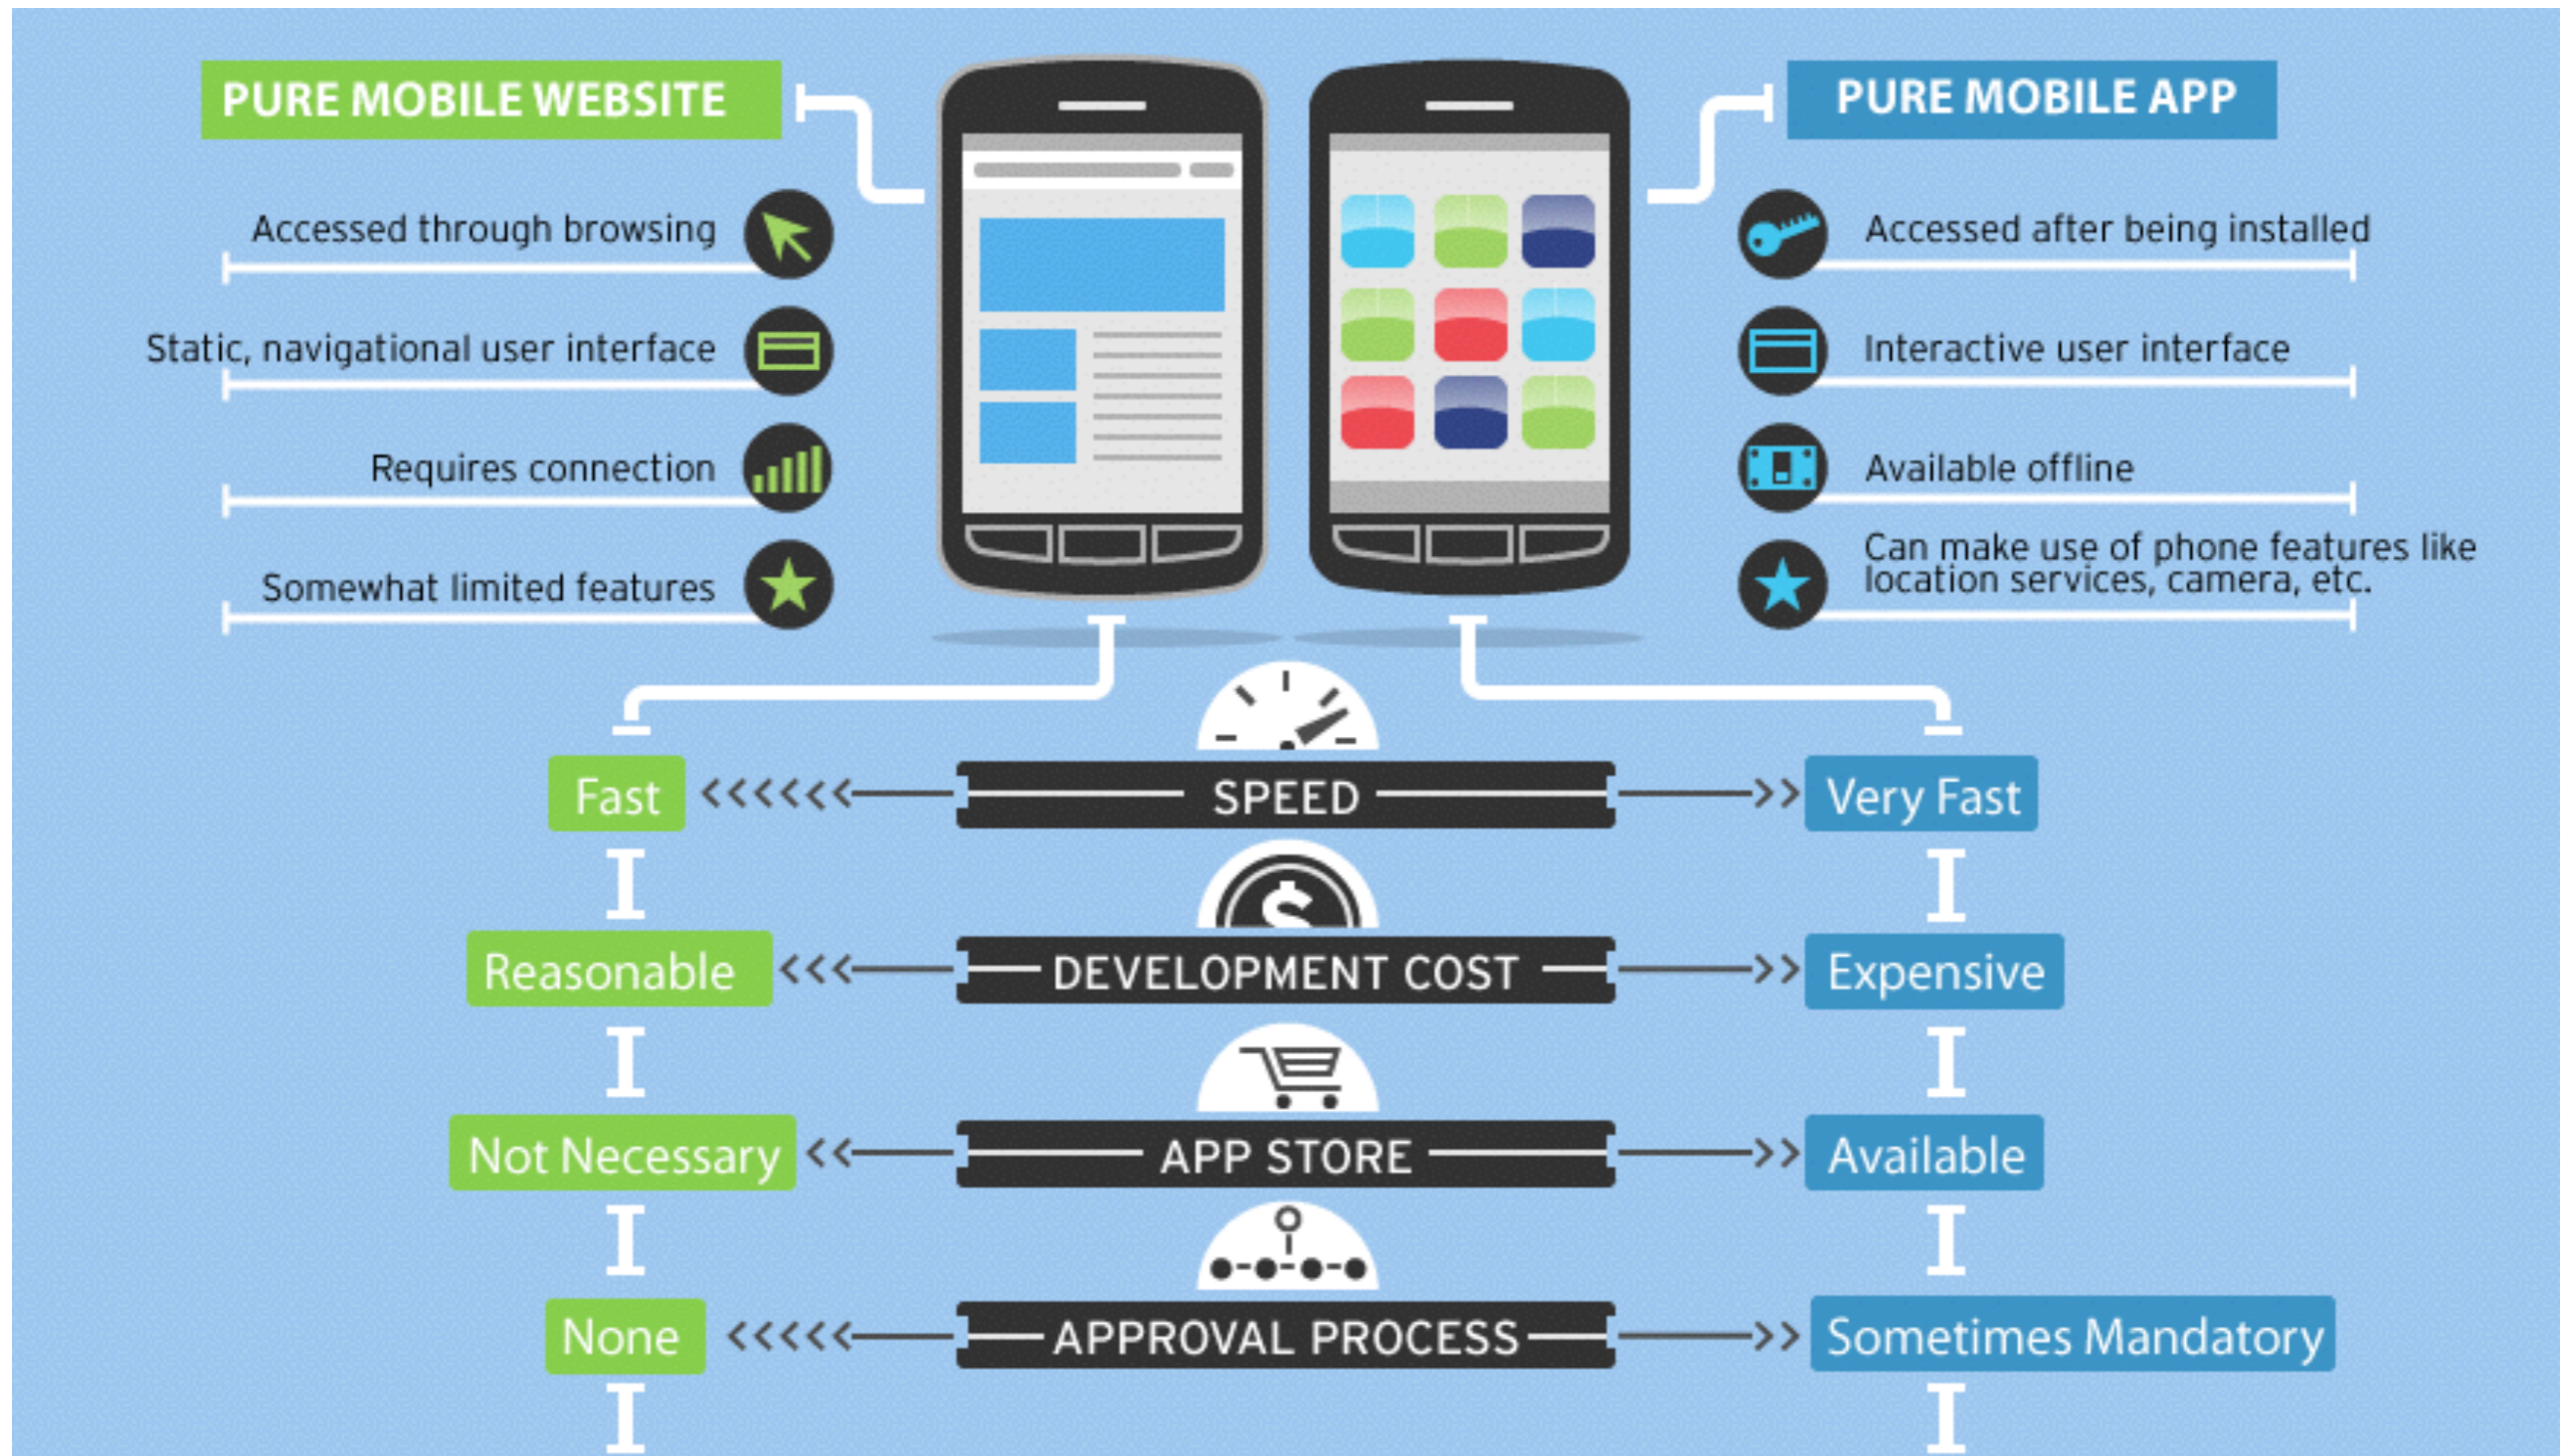 PURE MOBILE WEBSITE
Accessed through browsing
Static, navigational user interface
Requires connection
Somewhat limited features
PURE MOBILE APP
Accessed after being installed
Interactive user interface
Available offline
Can make use of phone features like
location services, camera, etc.
Fast
SPEED
Very Fast
$
Reasonable
DEVELOPMENT COST
Expensive
Not Necessary
APP STORE
Available
None
APPROVAL PROCESS
Sometimes Mandatory